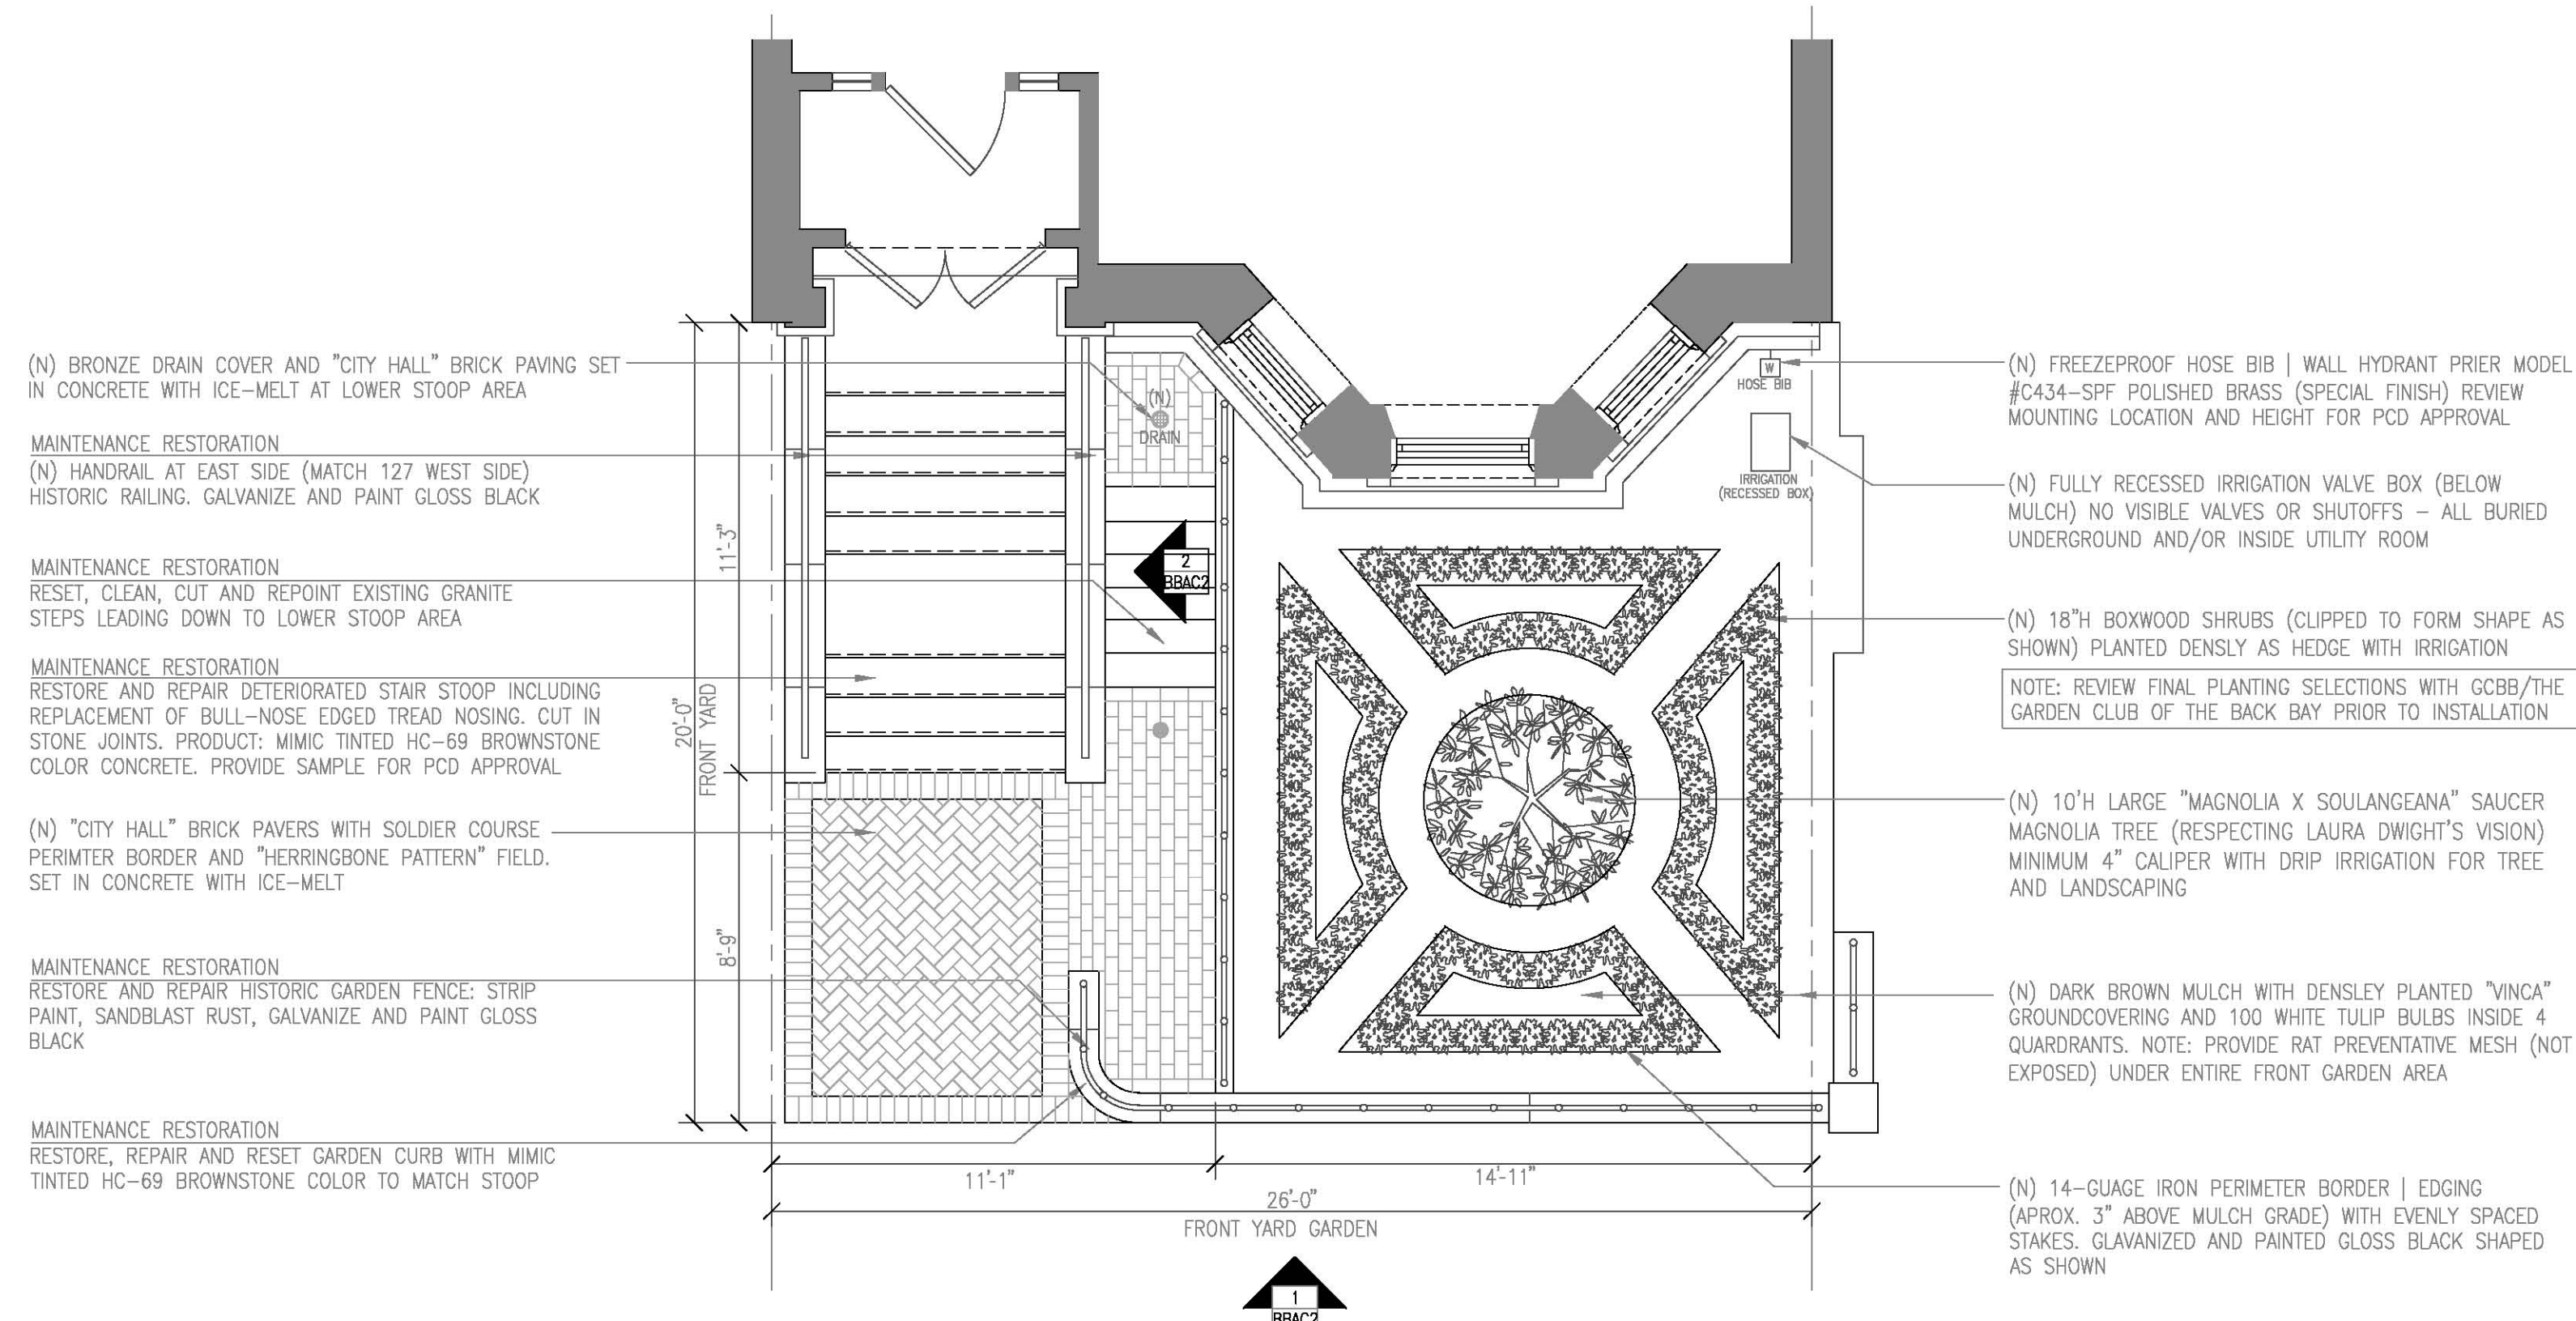 (N) BRONZE DRAIN COVER AND "CITY HALL" BRICK PAVING SET
IN CONCRETE WITH ICE-MELT AT LOWER STOOP AREA
MAINTENANCE RESTORATION
(N) HANDRAIL AT EAST SIDE (MATCH 127 WEST SIDE)
HISTORIC RAILING. GALVANIZE AND PAINT GLOSS BLACK
MAINTENANCE RESTORATION
RESET, CLEAN, CUT AND REPOINT EXISTING GRANITE
STEPS LEADING DOWN TO LOWER STOOP AREA
MAINTENANCE RESTORATION
RESTORE AND REPAIR DETERIORATED STAIR STOOP INCLUDING
REPLACEMENT OF BULL-NOSE EDGED TREAD NOSING. CUT IN
STONE JOINTS. PRODUCT: MIMIC TINTED HC-69 BROWNSTONE
COLOR CONCRETE. PROVIDE SAMPLE FOR PCD APPROVAL
(N) "CITY HALL" BRICK PAVERS WITH SOLDIER COURSE
PERIMTER BORDER AND "HERRINGBONE PATTERN" FIELD.
SET IN CONCRETE WITH ICE-MELT
MAINTENANCE RESTORATION
RESTORE AND REPAIR HISTORIC GARDEN FENCE: STRIP
PAINT, SANDBLAST RUST, GALVANIZE AND PAINT GLOSS
BLACK
MAINTENANCE RESTORATION
RESTORE, REPAIR AND RESET GARDEN CURB WITH MIMIC
TINTED HC-69 BROWNSTONE COLOR TO MATCH STOOP
20'-0"
FRONT YARD
11'-3"
8'-9"
(N)
DRAIN
2
BBAC2
W
HOSE BIB
IRRIGATION
(RECESSED BOX)
11'-1"
14'-11"
26'-0"
FRONT YARD GARDEN
1
BBAC2
(N) FREEZEPROOF HOSE BIB | WALL HYDRANT PRIER MODEL
#C434-SPF POLISHED BRASS (SPECIAL FINISH) REVIEW
MOUNTING LOCATION AND HEIGHT FOR PCD APPROVAL
(N) FULLY RECESSED IRRIGATION VALVE BOX (BELOW
MULCH) NO VISIBLE VALVES OR SHUTOFFS - ALL BURIED
UNDERGROUND AND/OR INSIDE UTILITY ROOM
(N) 18"H BOXWOOD SHRUBS (CLIPPED TO FORM SHAPE AS
SHOWN) PLANTED DENSLY AS HEDGE WITH IRRIGATION
NOTE: REVIEW FINAL PLANTING SELECTIONS WITH GCBB/THE
GARDEN CLUB OF THE BACK BAY PRIOR TO INSTALLATION
(N) 10'H LARGE "MAGNOLIA X SOULANGEANA" SAUCER
MAGNOLIA TREE (RESPECTING LAURA DWIGHT'S VISION)
MINIMUM 4" CALIPER WITH DRIP IRRIGATION FOR TREE
AND LANDSCAPING
(N) DARK BROWN MULCH WITH DENSLEY PLANTED "VINCA"
GROUNDCOVERING AND 100 WHITE TULIP BULBS INSIDE 4
QUARDRANTS. NOTE: PROVIDE RAT PREVENTATIVE MESH (NOT
EXPOSED) UNDER ENTIRE FRONT GARDEN AREA
(N) 14-GUAGE IRON PERIMETER BORDER | EDGING
(APROX. 3" ABOVE MULCH GRADE) WITH EVENLY SPACED
STAKES. GLAVANIZED AND PAINTED GLOSS BLACK SHAPED
AS SHOWN